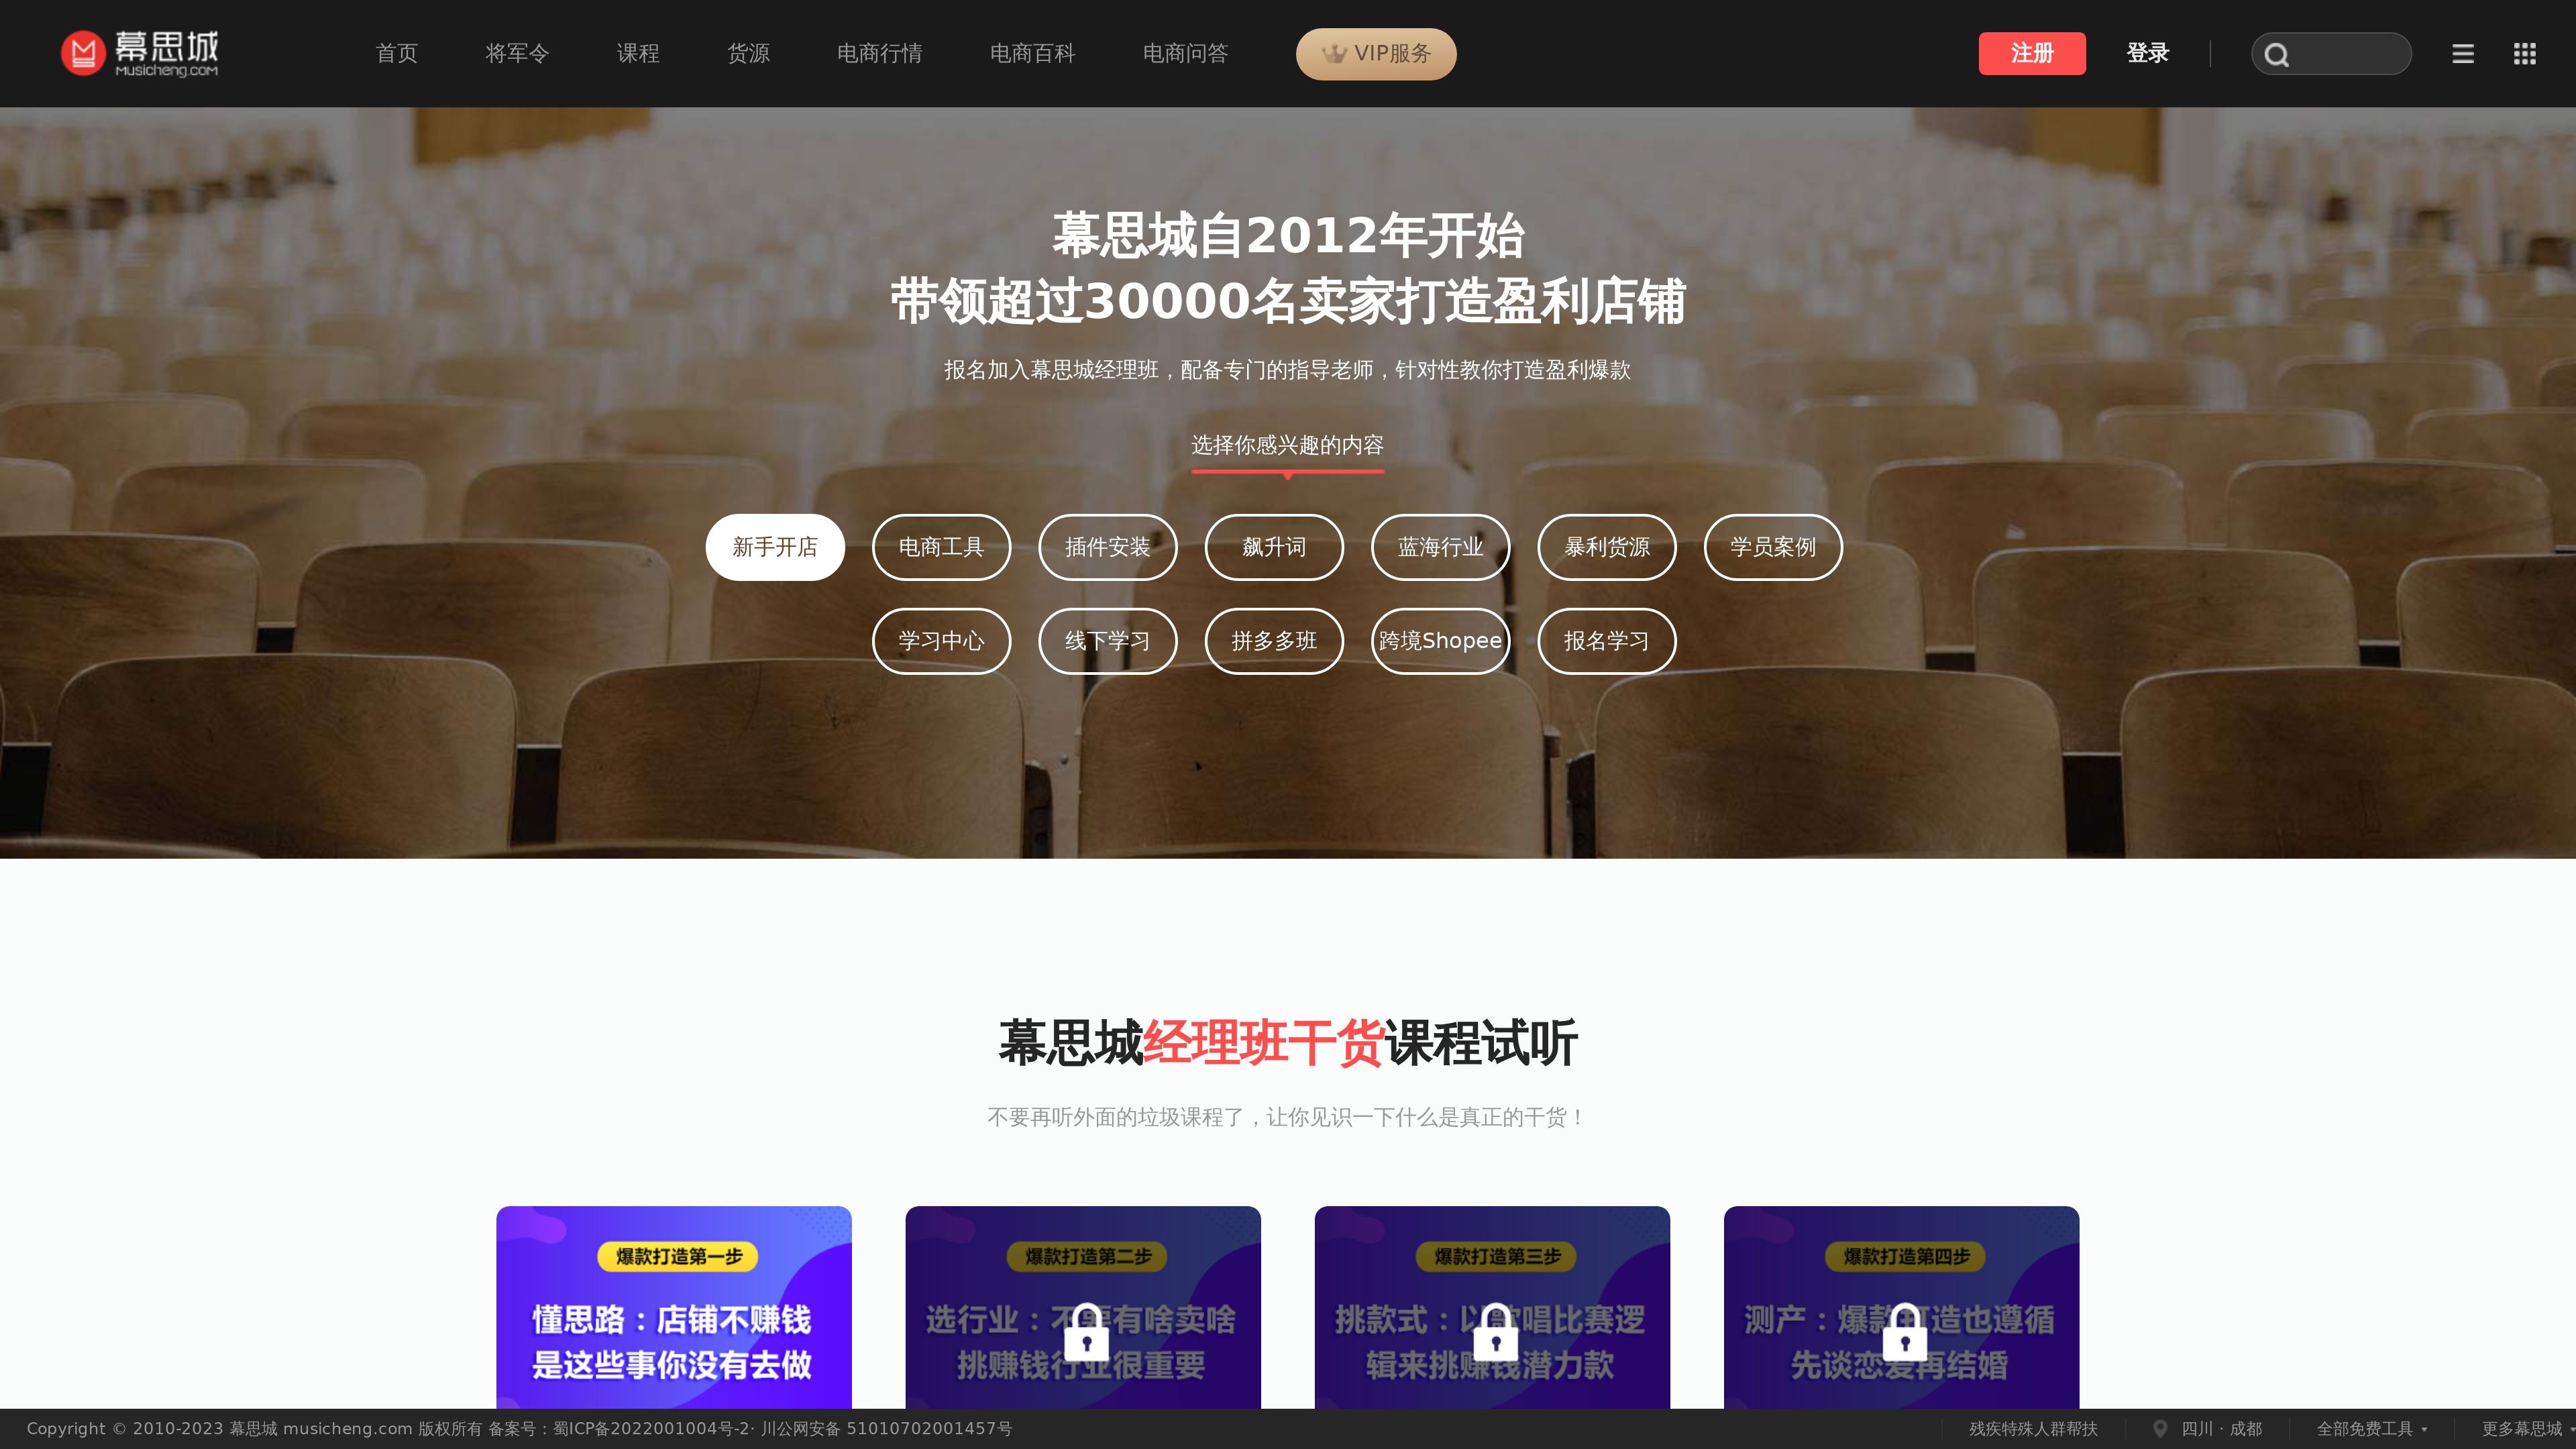 幕思城
musicheng.com
首页 将军令 课程 货源 电商行情 电商百科 电商问答 VIP服务 注册 登录
幕思城自2012年开始
带领超过30000名卖家打造盈利店铺
报名加入幕思城经理班，配备专门的指导老师，针对性教你打造盈利爆款
选择你感兴趣的内容
新手开店 电商工具 插件安装 飙升词 蓝海行业 暴利货源 学员案例
学习中心 线下学习 拼多多班 跨境Shopee 报名学习
幕思城经理班干货课程试听
不要再听外面的垃圾课程了，让你见识一下什么是真正的干货！
爆款打造第一步
懂思路：店铺不赚钱
是这些事你没有去做
爆款打造第二步
选行业：不要有啥卖啥
挑赚钱行业很重要
爆款打造第三步
挑款式：以歌唱比赛逻
辑来挑赚钱潜力款
爆款打造第四步
测产：爆款打造也遵循
先谈恋爱再结婚
Copyright © 2010-2023 幕思城 musicheng.com 版权所有 备案号：蜀ICP备2022001004号-2· 川公网安备 51010702001457号
残疾特殊人群帮扶 四川 · 成都 全部免费工具 更多幕思城